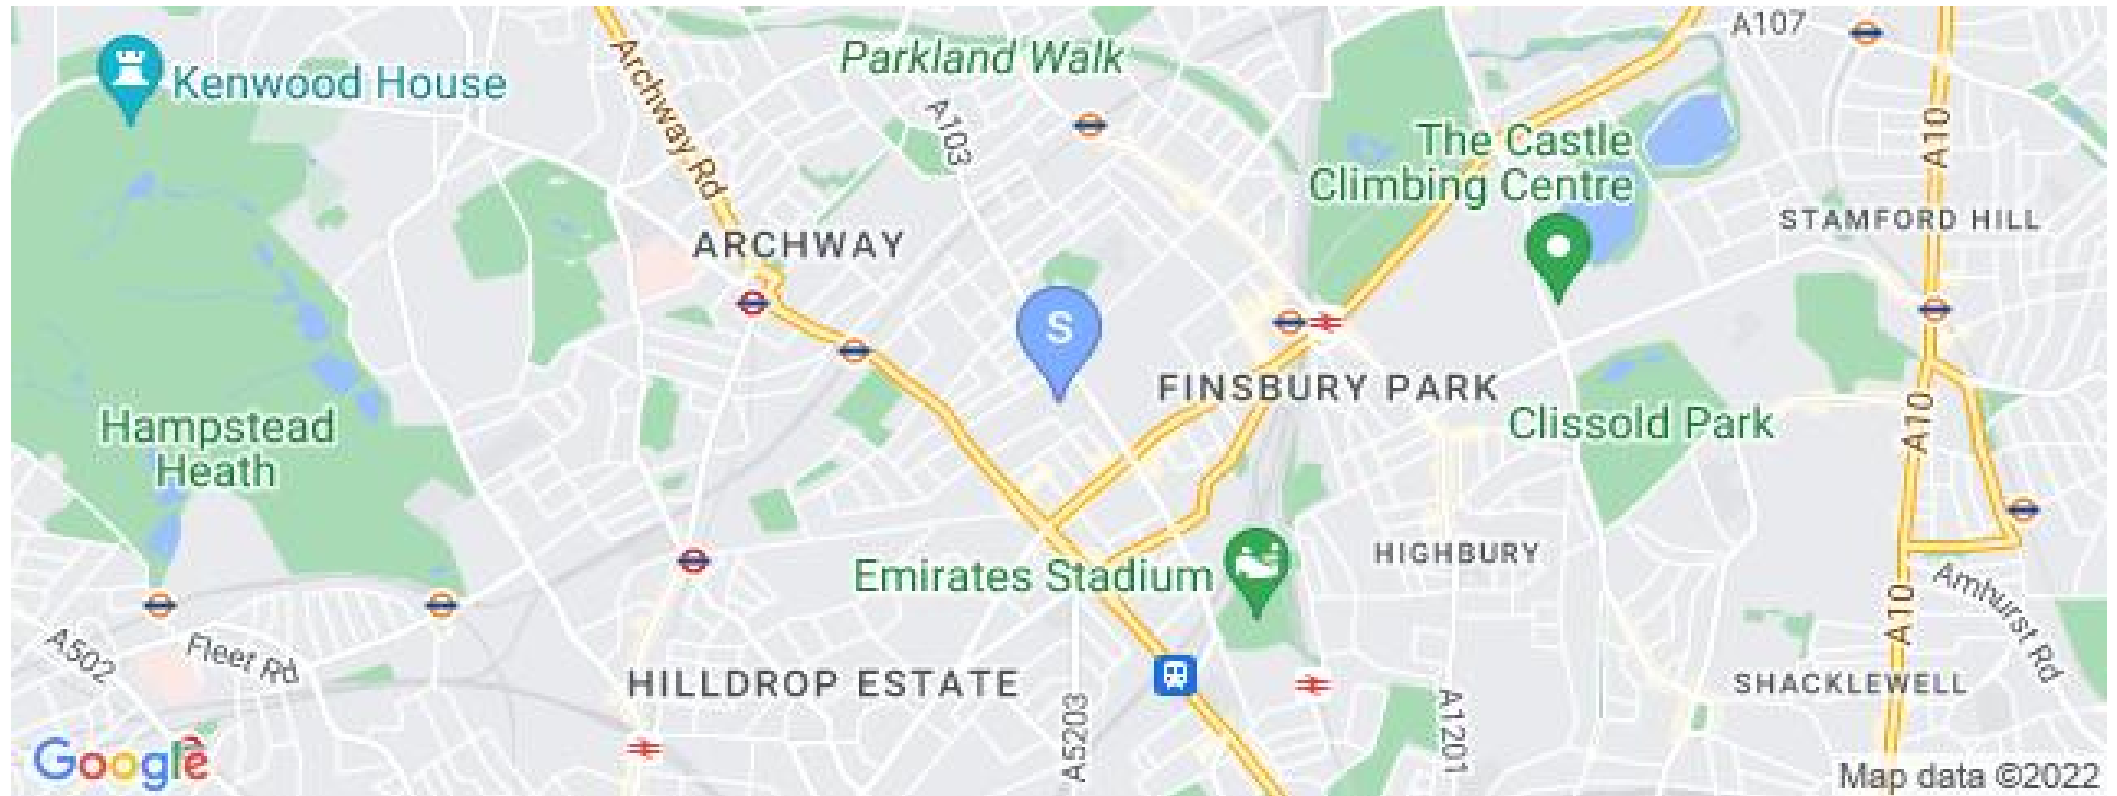 A107
Parkland Walk
Kenwood House
Archway Rd
A103
A10
The Castle
Climbing Centre
STAMFORD HILL
ARCHWAY
S
FINSBURY PARK
Hampstead
Heath
Clissold Park
A10
HIGHBURY
Emirates Stadium
Amhurst Rd
A10
A502
Fleet Rd
HILLDROP ESTATE
SHACKLEWELL
A5203
A1201
Google
Map data ©2022